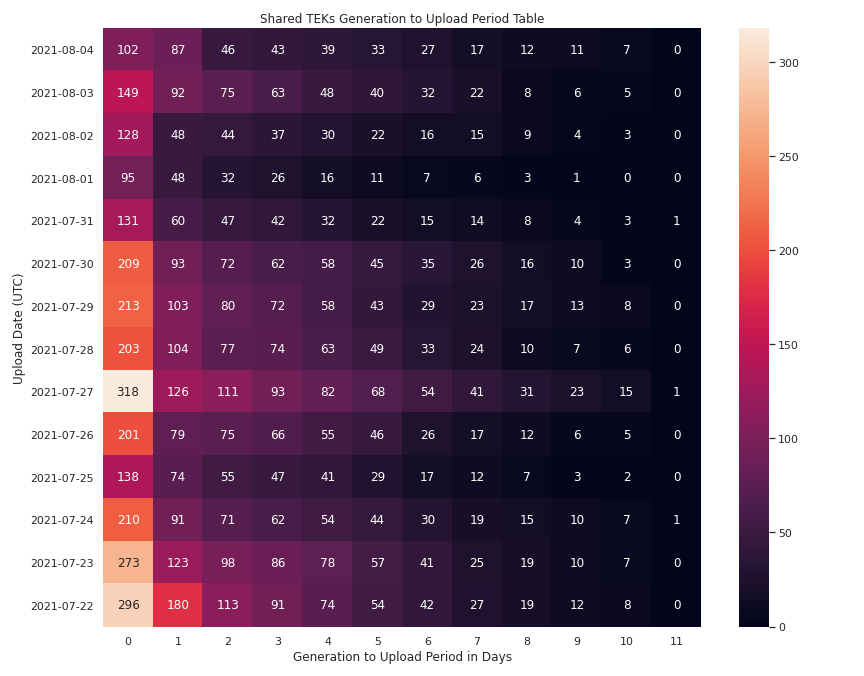 Shared TEKs Generation to Upload Period Table
Upload Date (UTC)
2021-08-04 102 87 46 43 39 33 27 17 12 11 7 0
2021-08-03 149 92 75 63 48 40 32 22 8 6 5 0
2021-08-02 128 48 44 37 30 22 16 15 9 4 3 0
2021-08-01 95 48 32 26 16 11 7 6 3 1 0 0
2021-07-31 131 60 47 42 32 22 15 14 8 4 3 1
2021-07-30 209 93 72 62 58 45 35 26 16 10 3 0
2021-07-29 213 103 80 72 58 43 29 23 17 13 8 0
2021-07-28 203 104 77 74 63 49 33 24 10 7 6 0
2021-07-27 318 126 111 93 82 68 54 41 31 23 15 1
2021-07-26 201 79 75 66 55 46 26 17 12 6 5 0
2021-07-25 138 74 55 47 41 29 17 12 7 3 2 0
2021-07-24 210 91 71 62 54 44 30 19 15 10 7 1
2021-07-23 273 123 98 86 78 57 41 25 19 10 7 0
2021-07-22 296 180 113 91 74 54 42 27 19 12 8 0
0 1 2 3 4 5 6 7 8 9 10 11
Generation to Upload Period in Days
300
250
200
150
100
50
0